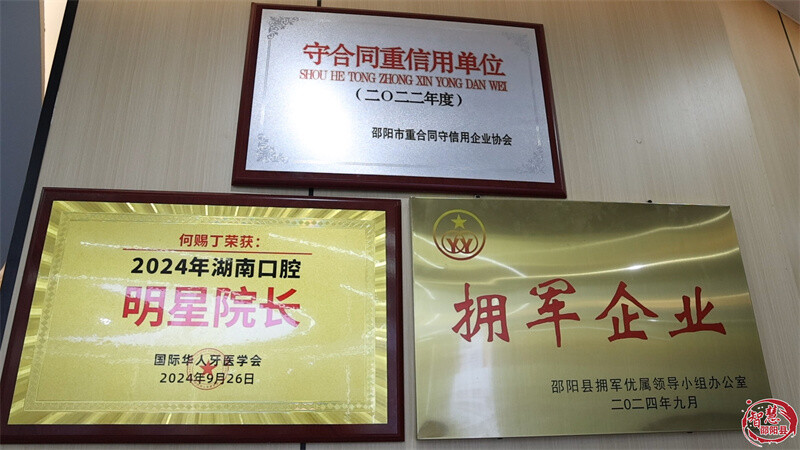 守合同重信用单位
SHOU HE TONG ZHONG XIN YONG DAN WEI
（二〇二二年度）
邵阳市重合同守信用企业协会
何赐丁荣获：
2024年湖南口腔
明星院长
国际华人牙医学会
2024年9月26日
拥军企业
邵阳县拥军优属领导小组办公室
二〇二四年九月
智慧
邵阳县